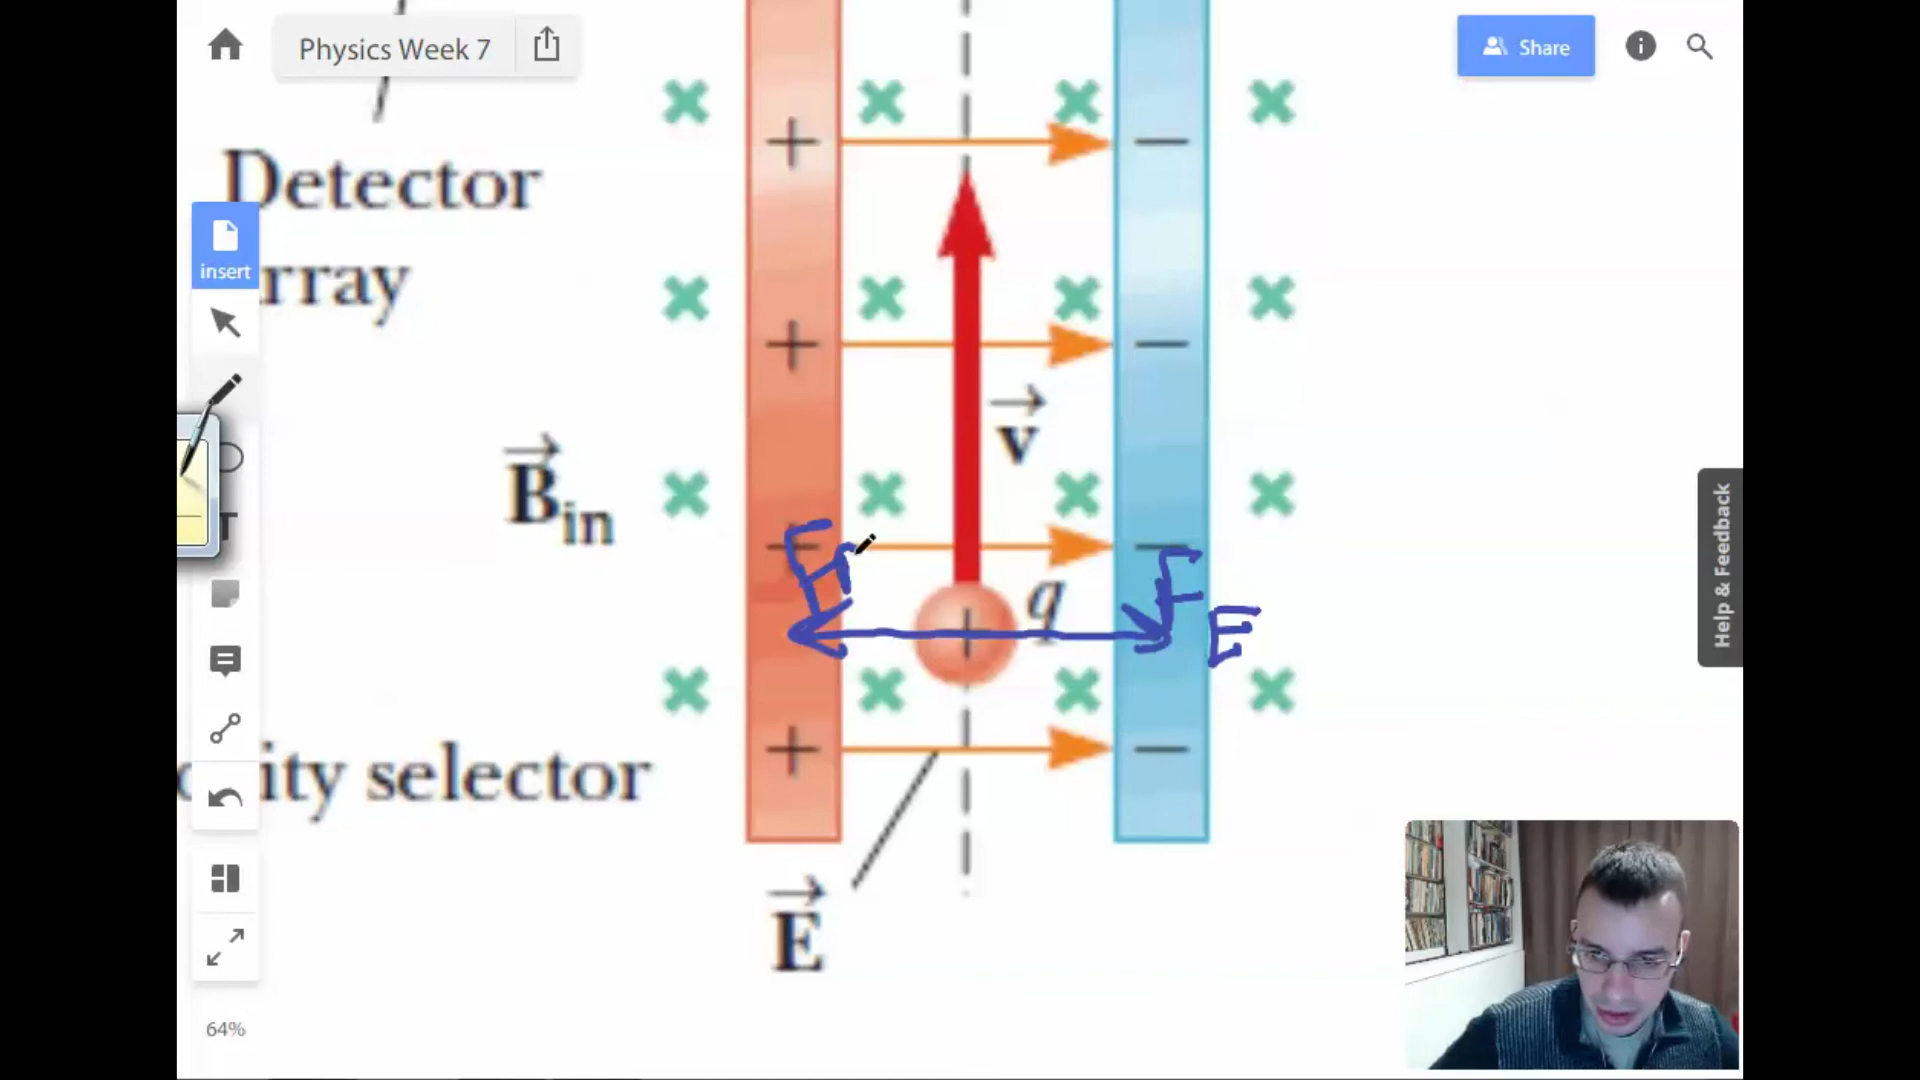 Physics Week 7
Share
Detector
rray
insert
v
B in
T
F
F E
q
ity selector
E
64%
Help & Feedback